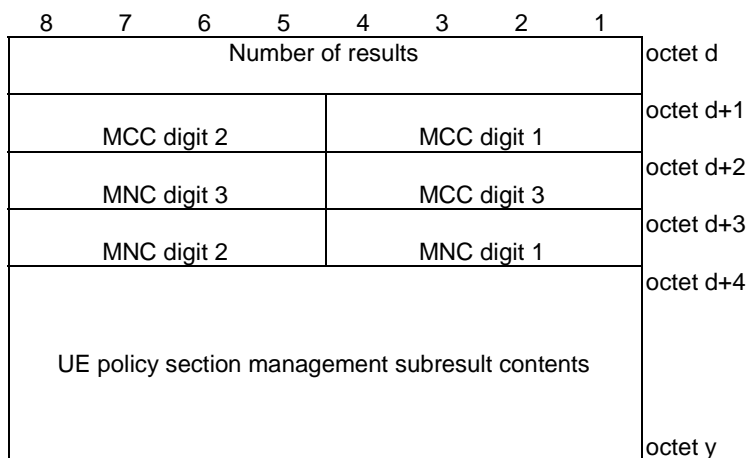 8 7 6 5 4 3 2 1
Number of results octet d
octet d+1
MCC digit 2 MCC digit 1
octet d+2
MNC digit 3 MCC digit 3
octet d+3
MNC digit 2 MNC digit 1
octet d+4
UE policy section management subresult contents
octet y